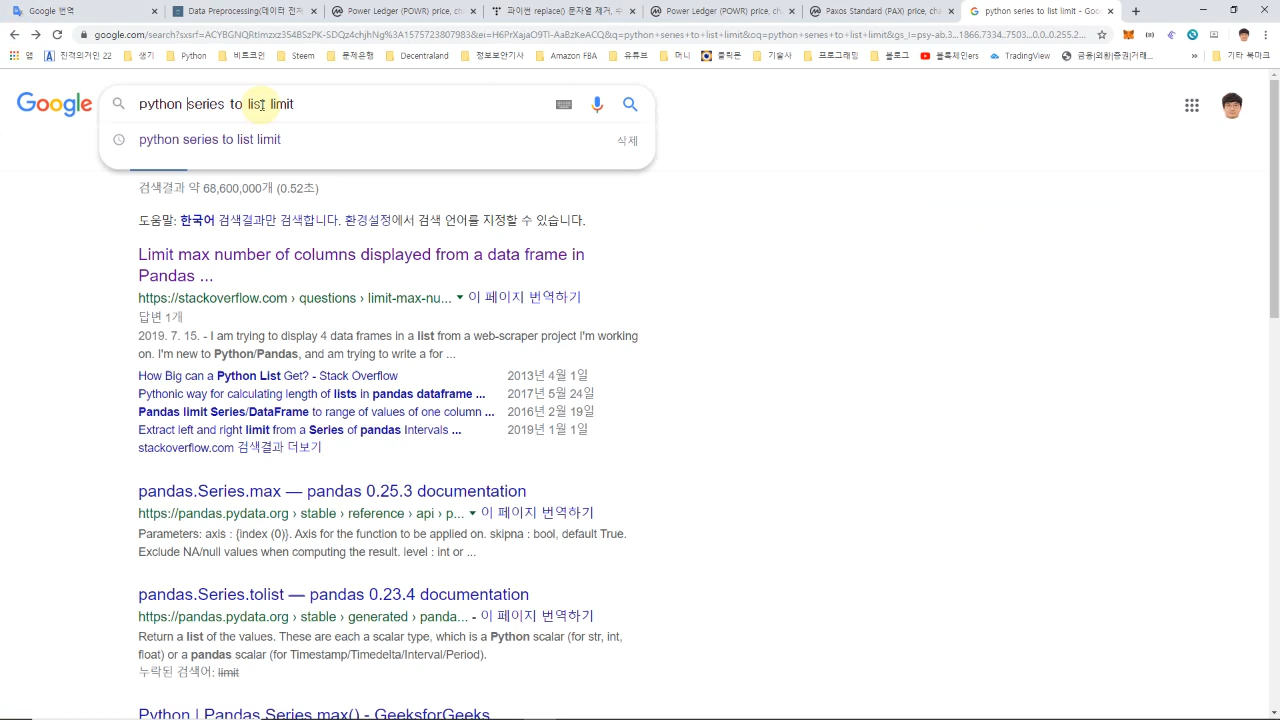 Google 번역
Data Preprocessing(데이터 전처
Power Ledger (POWR) price, ch
파이썬 replace() 문자열 제거, 수
Power Ledger (POWR) price, ch
Paxos Standard (PAX) price, char
python series to list limit - Goog
google.com/search?sxsrf=ACYBGNQRtImzxz354BSzPK-SDQz4chjhNg%3A1575723807983&ei=H6PrXajaO9TI-AaBzKeACQ&q=python+series+to+list+limit&oq=python+series+to+list+limit&gs_l=psy-ab.3...1866.7334..7503...0.0..0.255.2...
앱
진격의거인 22
생기
Python
비트코인
Steem
문제은행
Decentraland
정보보안기사
Amazon FBA
유튜브
머니
볼릭몬
기술사
프로그래밍
블로그
블록체인ers
TradingView
금융|외환|증권|거래...
»
기타 북마크
Google
python series to list limit
python series to list limit
삭제
검색결과 약 68,600,000개 (0.52초)
도움말: 한국어 검색결과만 검색합니다. 환경설정에서 검색 언어를 지정할 수 있습니다.
Limit max number of columns displayed from a data frame in
Pandas ...
https://stackoverflow.com › questions › limit-max-nu... ▾ 이 페이지 번역하기
답변 1개
2019. 7. 15. - I am trying to display 4 data frames in a list from a web-scraper project I'm working
on. I'm new to Python/Pandas, and am trying to write a for ...
How Big can a Python List Get? - Stack Overflow 2013년 4월 1일
Pythonic way for calculating length of lists in pandas dataframe ... 2017년 5월 24일
Pandas limit Series/DataFrame to range of values of one column ... 2016년 2월 19일
Extract left and right limit from a Series of pandas Intervals ... 2019년 1월 1일
stackoverflow.com 검색결과 더보기
pandas.Series.max — pandas 0.25.3 documentation
https://pandas.pydata.org › stable › reference › api › p... ▾ 이 페이지 번역하기
Parameters: axis : {index (0)}. Axis for the function to be applied on. skipna : bool, default True.
Exclude NA/null values when computing the result. level : int or ...
pandas.Series.tolist — pandas 0.23.4 documentation
https://pandas.pydata.org › stable › generated › panda... - 이 페이지 번역하기
Return a list of the values. These are each a scalar type, which is a Python scalar (for str, int,
float) or a pandas scalar (for Timestamp/Timedelta/Interval/Period).
누락된 검색어: limit
Python | Pandas Series.max() - GeeksforGeeks